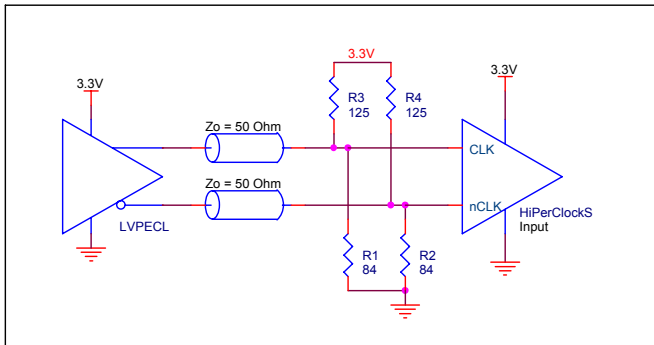 3.3V
3.3V
3.3V
R3
125
R4
125
Zo = 50 Ohm
CLK
Zo = 50 Ohm
nCLK
LVPECL
HiPerClockS
Input
R1
84
R2
84